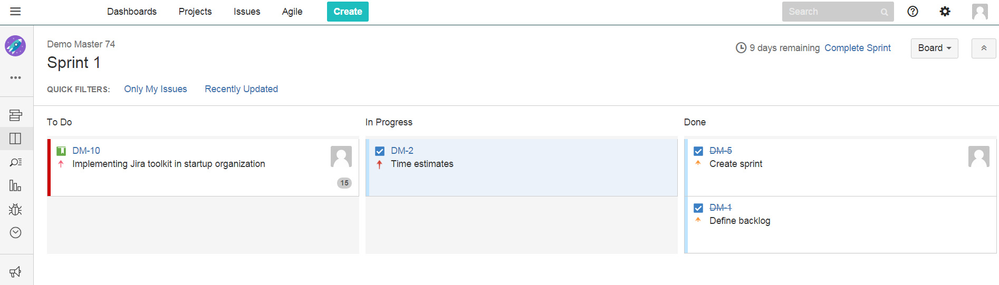 Dashboards Projects Issues Agile Create Search
Demo Master 74
9 days remaining Complete Sprint Board
Sprint 1
QUICK FILTERS: Only My Issues Recently Updated
To Do In Progress Done
DM-10
Implementing Jira toolkit in startup organization
15
DM-2
Time estimates
DM-5
Create sprint
DM-1
Define backlog